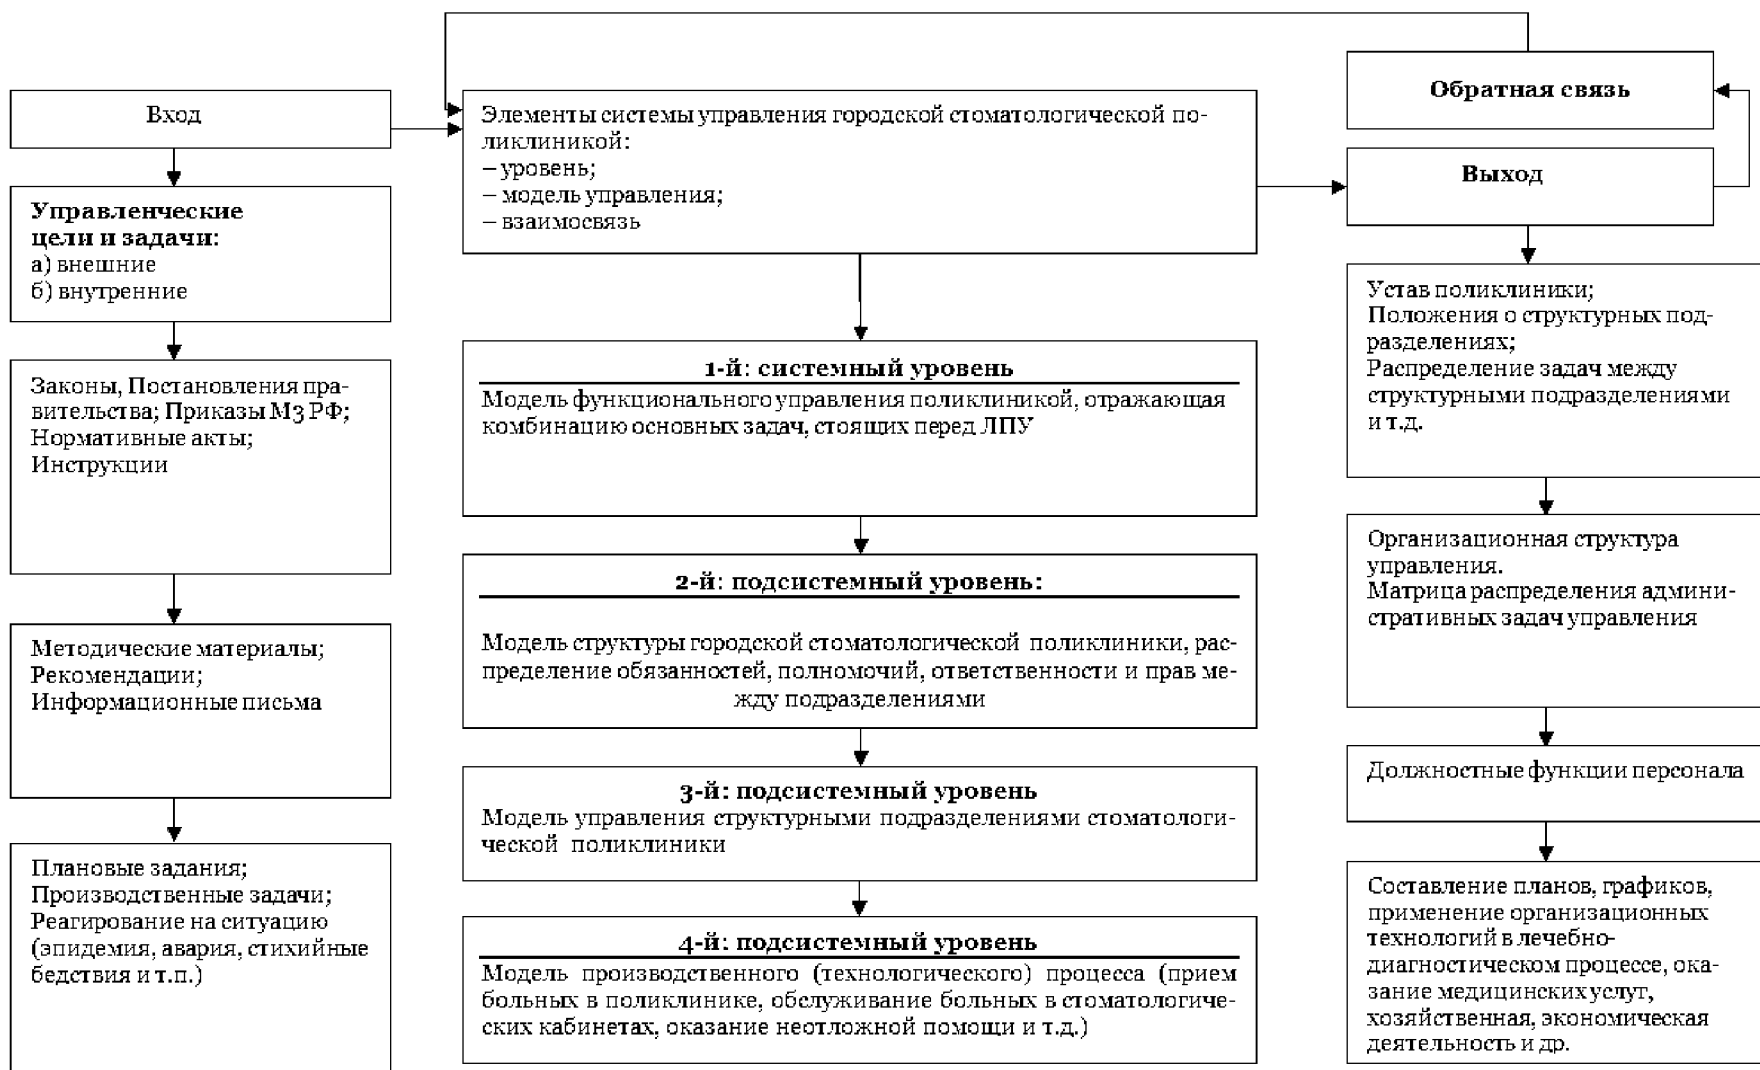 Вход
Управленческие
цели и задачи:
а) внешние
б) внутренние
Законы, Постановления пра-
вительства; Приказы МЗ РФ;
Нормативные акты;
Инструкции
Методические материалы;
Рекомендации;
Информационные письма
Плановые задания;
Производственные задачи;
Реагирование на ситуацию
(эпидемия, авария, стихийные
бедствия и т.п.)
Элементы системы управления городской стоматологической по-
ликлиникой:
– уровень;
– модель управления;
– взаимосвязь
1-й: системный уровень
Модель функционального управления поликлиникой, отражающая
комбинацию основных задач, стоящих перед ЛПУ
2-й: подсистемный уровень:
Модель структуры городской стоматологической поликлиники, рас-
пределение обязанностей, полномочий, ответственности и прав ме-
жду подразделениями
3-й: подсистемный уровень
Модель управления структурными подразделениями стоматологи-
ческой поликлиники
4-й: подсистемный уровень
Модель производственного (технологического) процесса (прием
больных в поликлинике, обслуживание больных в стоматологиче-
ских кабинетах, оказание неотложной помощи и т.д.)
Обратная связь
Выход
Устав поликлиники;
Положения о структурных под-
разделениях;
Распределение задач между
структурными подразделениями
и т.д.
Организационная структура
управления.
Матрица распределения админи-
стративных задач управления
Должностные функции персонала
Составление планов, графиков,
применение организационных
технологий в лечебно-
диагностическом процессе, ока-
зание медицинских услуг,
хозяйственная, экономическая
деятельность и др.